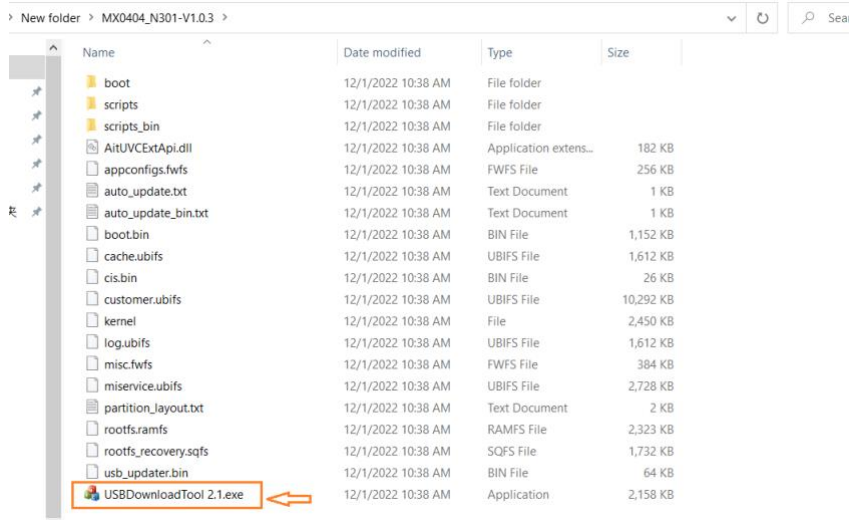 New folder > MX0404_N301-V1.0.3 >
Sea
Name Date modified Type Size
boot 12/1/2022 10:38 AM File folder
scripts 12/1/2022 10:38 AM File folder
scripts_bin 12/1/2022 10:38 AM File folder
AitUVCExtApi.dll 12/1/2022 10:38 AM Application extens... 182 KB
appconfigs.fwfs 12/1/2022 10:38 AM FWFS File 256 KB
auto_update.txt 12/1/2022 10:38 AM Text Document 1 KB
auto_update_bin.txt 12/1/2022 10:38 AM Text Document 1 KB
boot.bin 12/1/2022 10:38 AM BIN File 1,152 KB
cache.ubifs 12/1/2022 10:38 AM UBIFS File 1,612 KB
cis.bin 12/1/2022 10:38 AM BIN File 26 KB
customer.ubifs 12/1/2022 10:38 AM UBIFS File 10,292 KB
kernel 12/1/2022 10:38 AM File 2,450 KB
log.ubifs 12/1/2022 10:38 AM UBIFS File 1,612 KB
misc.fwfs 12/1/2022 10:38 AM FWFS File 384 KB
miservice.ubifs 12/1/2022 10:38 AM UBIFS File 2,728 KB
partition_layout.txt 12/1/2022 10:38 AM Text Document 2 KB
rootfs.ramfs 12/1/2022 10:38 AM RAMFS File 2,323 KB
rootfs_recovery.sqfs 12/1/2022 10:38 AM SQFS File 1,732 KB
usb_updater.bin 12/1/2022 10:38 AM BIN File 64 KB
USBDownloadTool 2.1.exe 12/1/2022 10:38 AM Application 2,158 KB